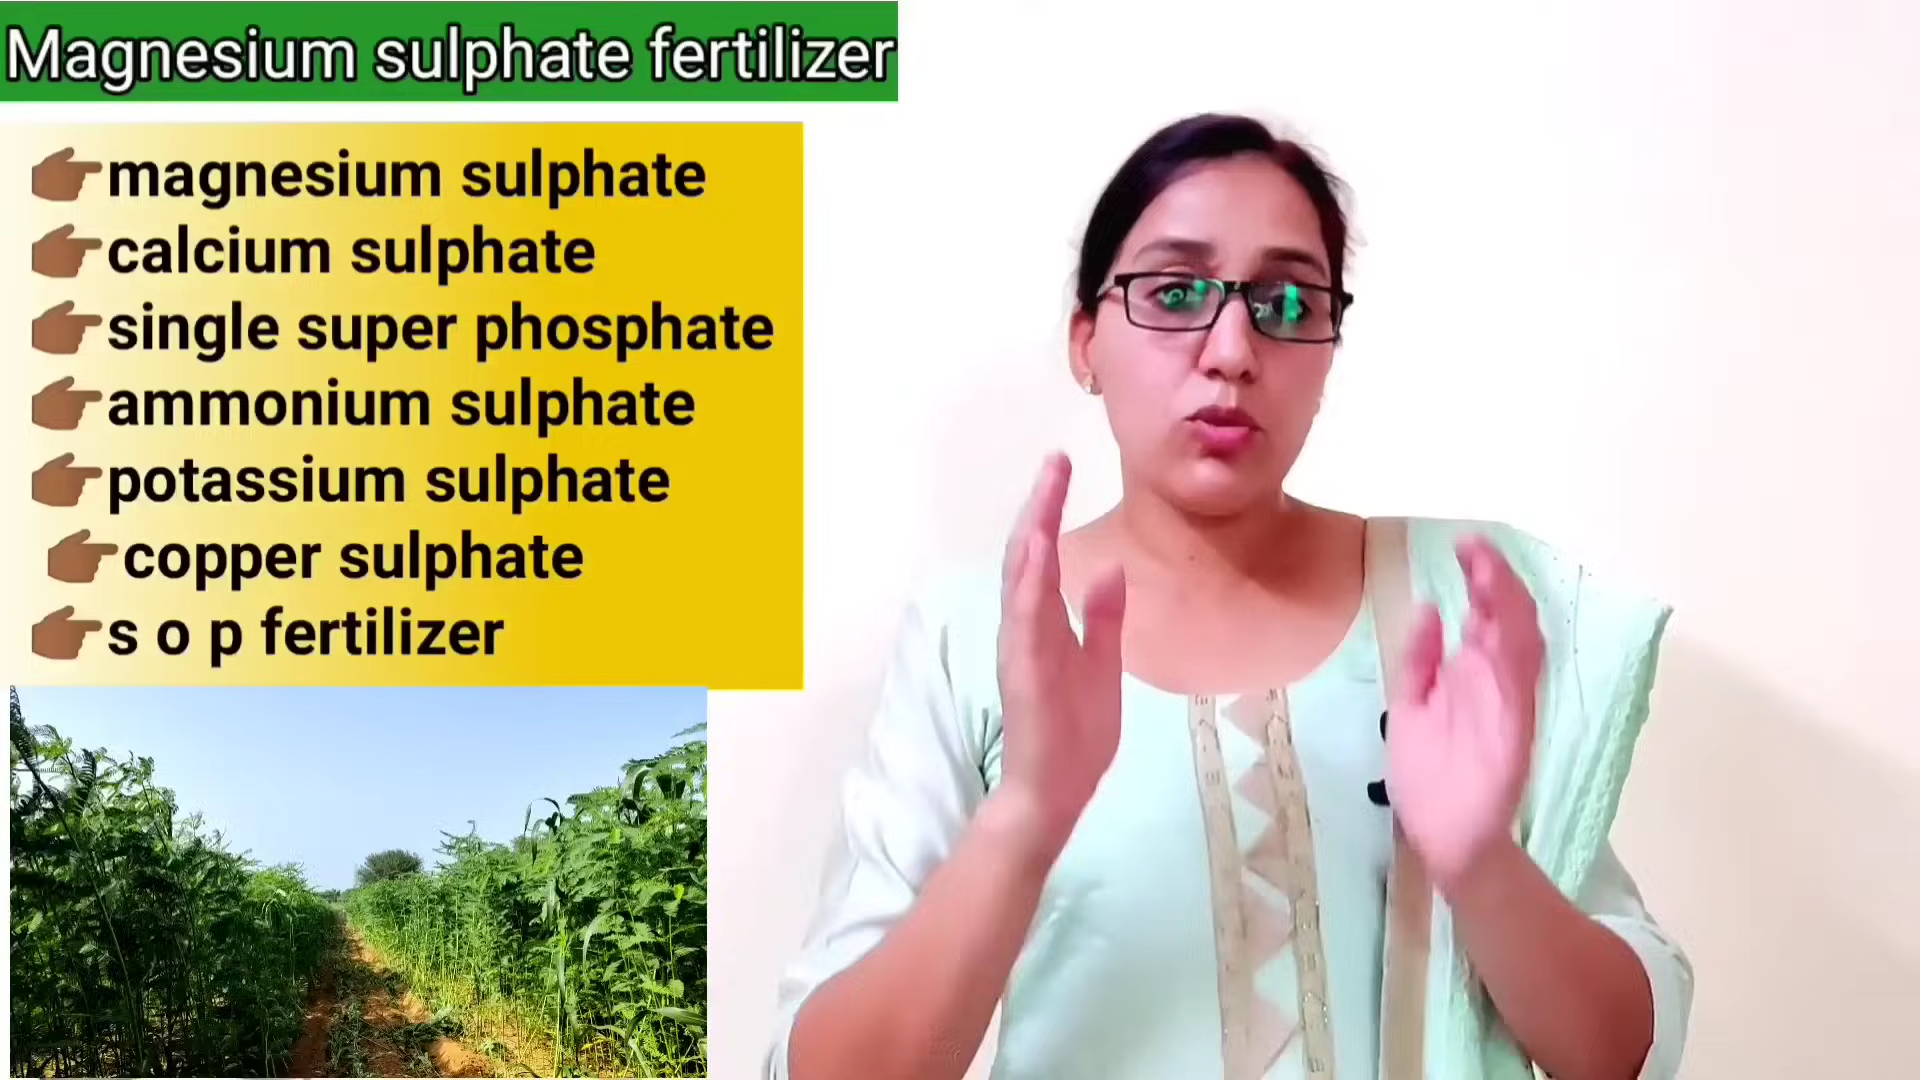 Magnesium sulphate fertilizer
👉🏾magnesium sulphate
👉🏾calcium sulphate
👉🏾single super phosphate
👉🏾ammonium sulphate
👉🏾potassium sulphate
👉🏾copper sulphate
👉🏾s o p fertilizer